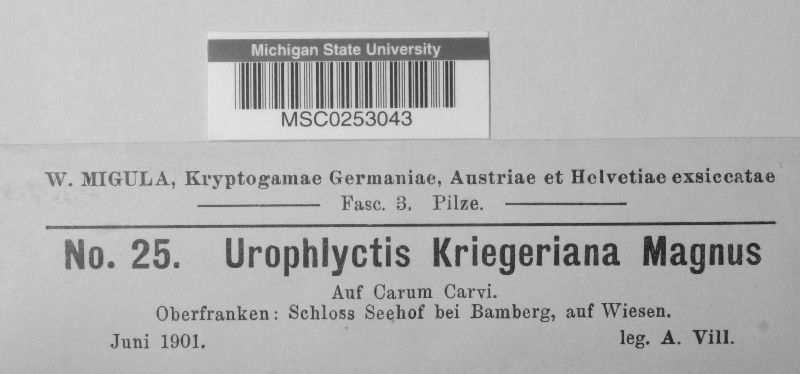 Michigan State University
MSC0253043
W. MIGULA, Kryptogamae Germaniae, Austriae et Helvetiae exsiccatae
Fasc. 3. Pilze.
No. 25. Urophlyctis Kriegeriana Magnus
Auf Carum Carvi.
Oberfranken: Schloss Seehof bei Bamberg, auf Wiesen.
Juni 1901. leg. A. Vill.